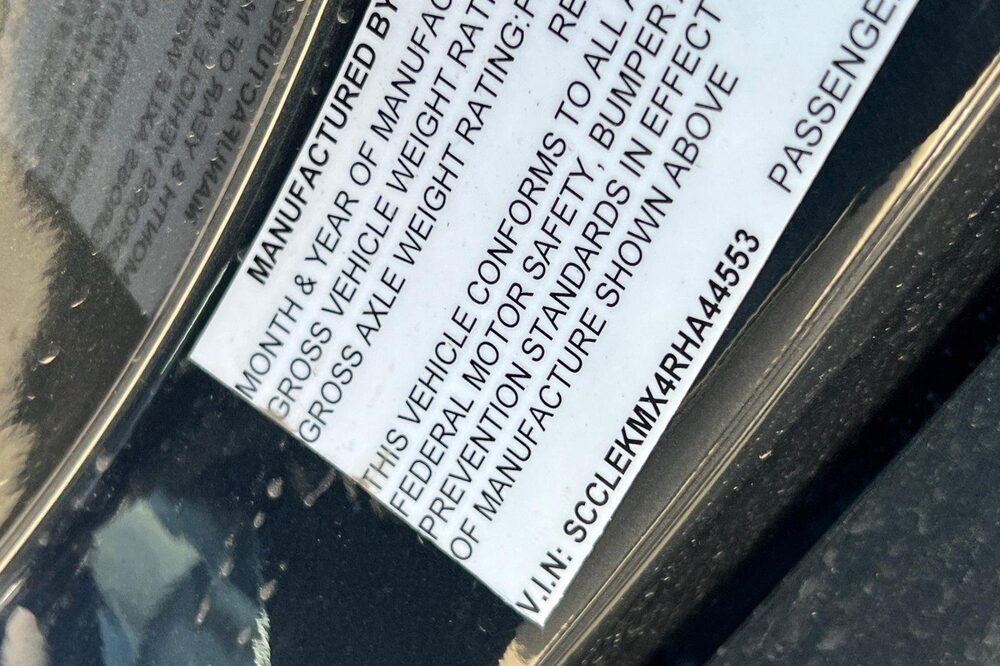 MANUFACTURED BY
MONTH & YEAR OF MANUFAC
GROSS VEHICLE WEIGHT RATI
GROSS AXLE WEIGHT RATING:F
RE
THIS VEHICLE CONFORMS TO ALL A
FEDERAL MOTOR SAFETY, BUMPER
PREVENTION STANDARDS IN EFFECT
OF MANUFACTURE SHOWN ABOVE
V.I.N: SCCLEKMX4RHA44553
PASSENGE